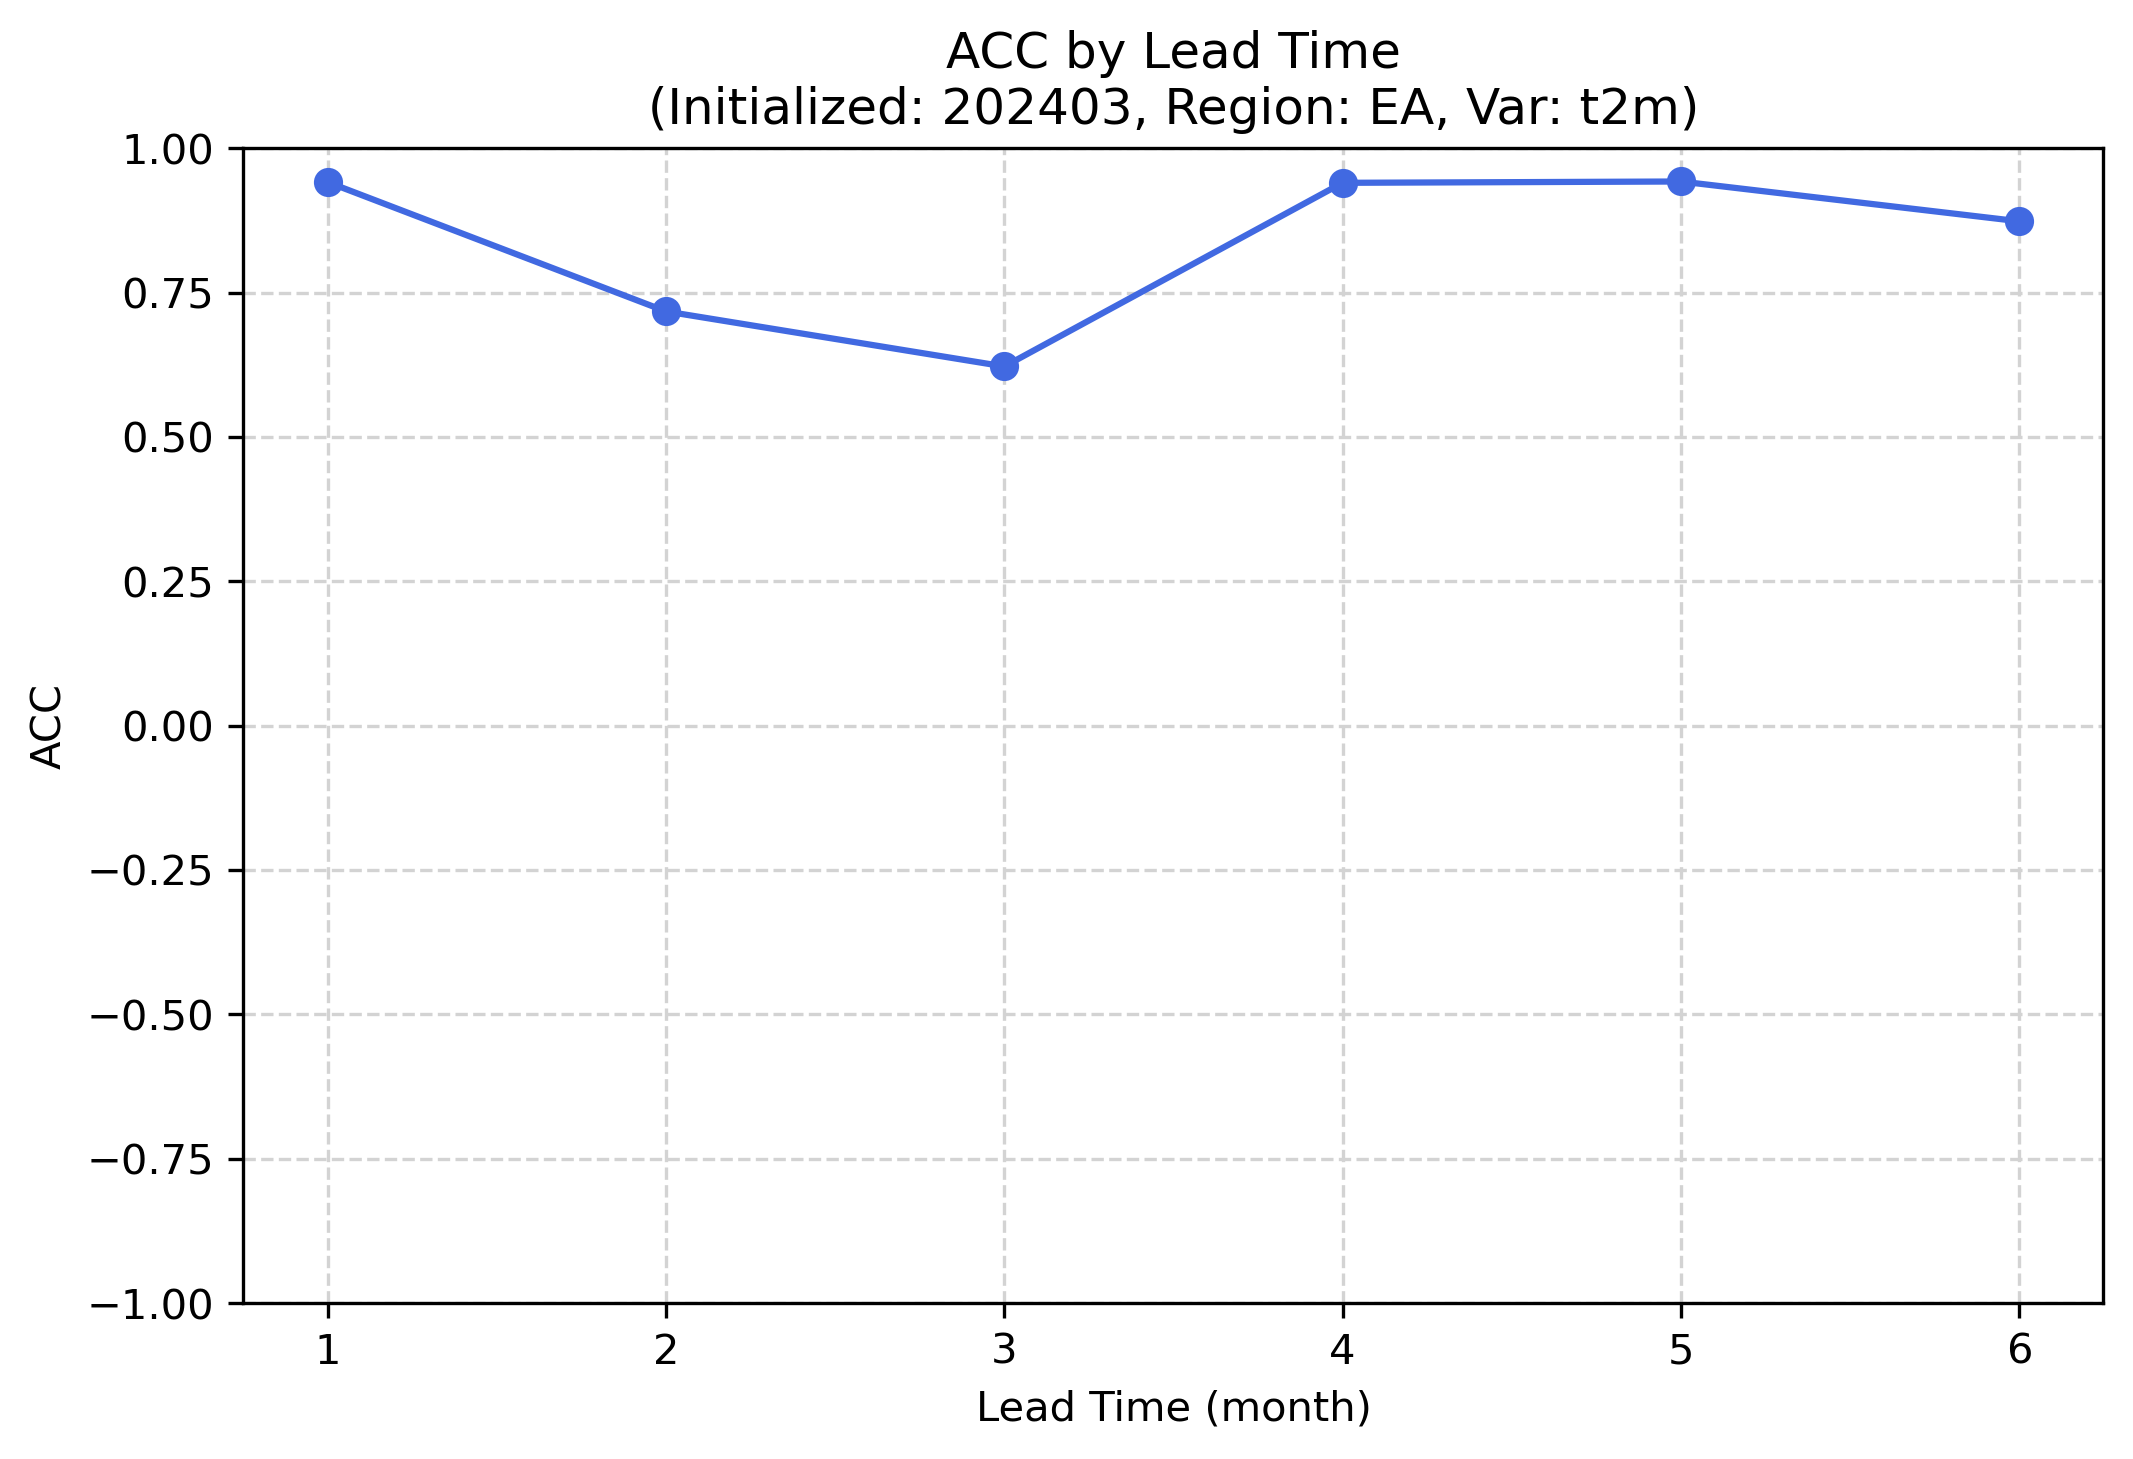 ACC by Lead Time
(Initialized: 202403, Region: EA, Var: t2m)
1.00
0.75
0.50
0.25
0.00
−0.25
−0.50
−0.75
−1.00
ACC
1 2 3 4 5 6
Lead Time (month)